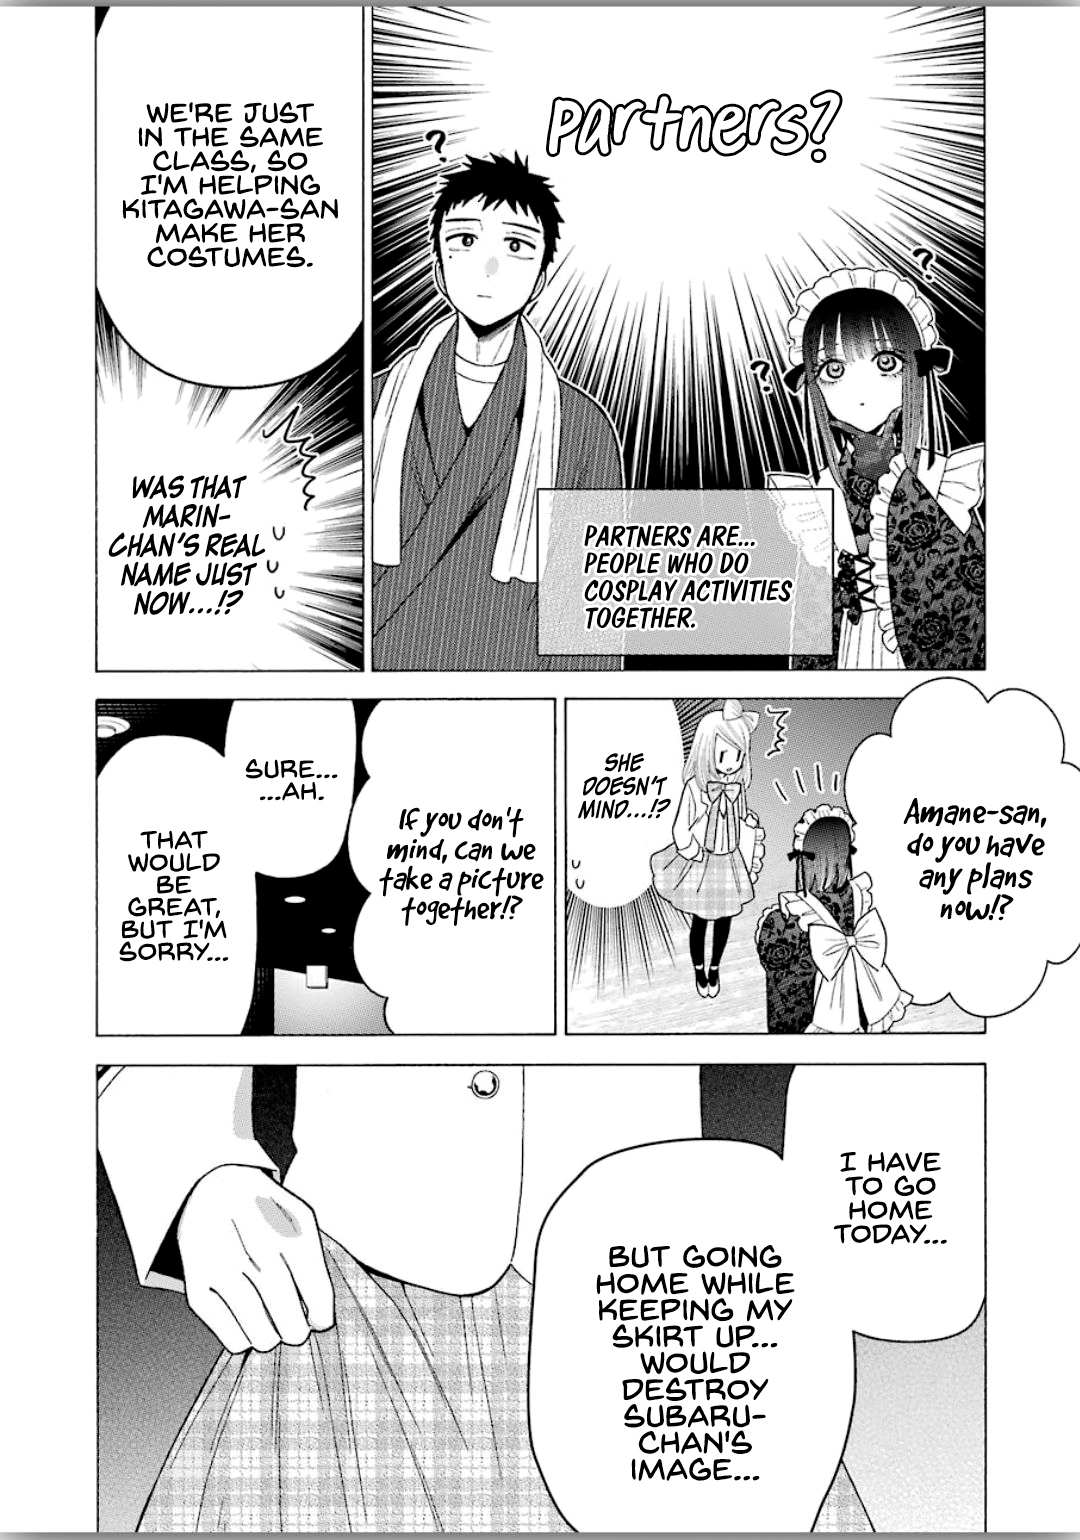 Partners?
?
?
?
PARTNERS ARE...
PEOPLE WHO DO
COSPLAY ACTIVITIES
TOGETHER.
WE'RE JUST
IN THE SAME
CLASS, SO
I'M HELPING
KITAGAWA-SAN
MAKE HER
COSTUMES.
WAS THAT
MARIN-
CHAN'S REAL
NAME JUST
NOW...!?
Amane-san,
do you have
any plans
now!?
SHE
DOESN'T
MIND...!?
If you don't
mind, can we
take a picture
together!?
SURE...
...AH.
THAT
WOULD
BE
GREAT,
BUT I'M
SORRY...
I HAVE
TO GO
HOME
TODAY...
BUT GOING
HOME WHILE
KEEPING MY
SKIRT UP...
WOULD
DESTROY
SUBARU-
CHAN'S
IMAGE...